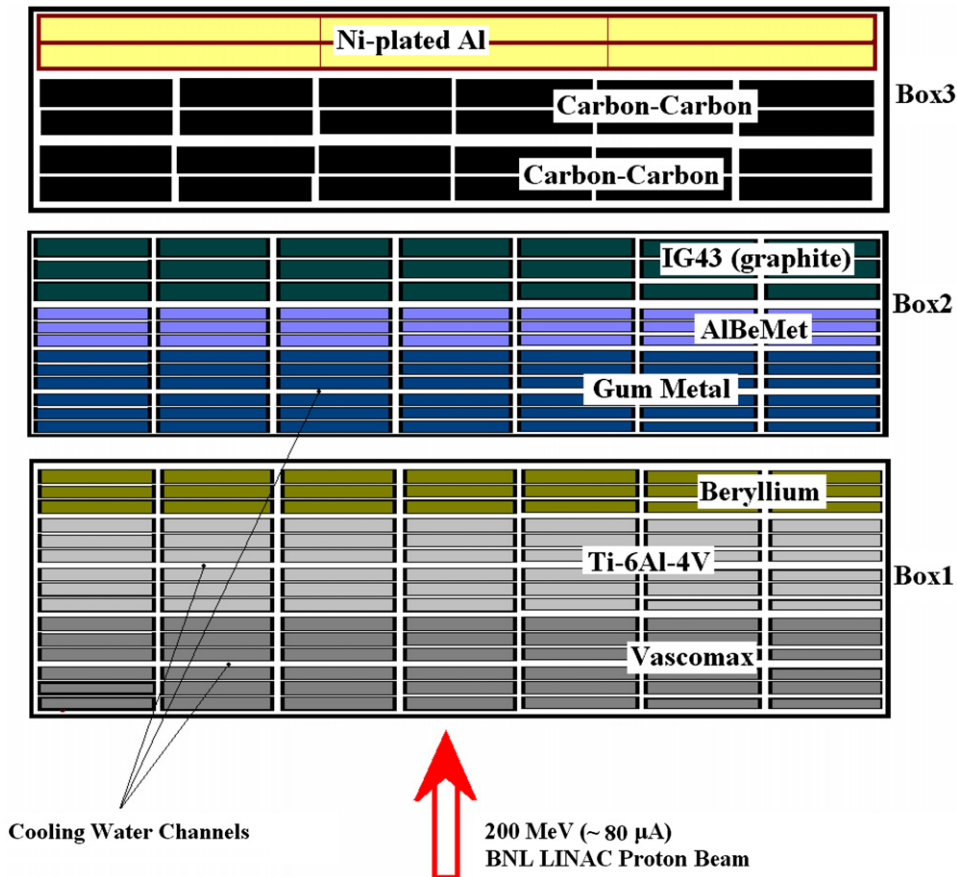 Ni-plated Al
Carbon-Carbon
Box3
Carbon-Carbon
IG43 (graphite)
Box2
AlBeMet
Gum Metal
Beryllium
Ti-6Al-4V
Box1
Vascomax
Cooling Water Channels
200 MeV (~ 80 µA)
BNL LINAC Proton Beam